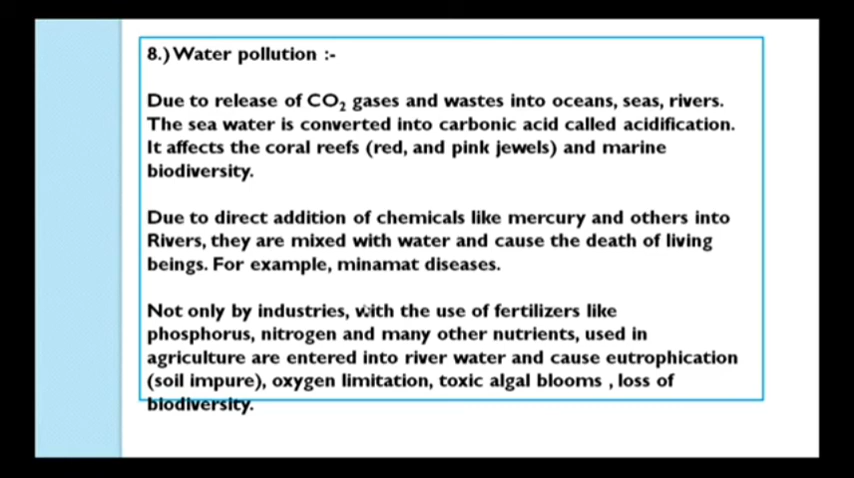 8.) Water pollution :-
Due to release of CO₂ gases and wastes into oceans, seas, rivers.
The sea water is converted into carbonic acid called acidification.
It affects the coral reefs (red, and pink jewels) and marine
biodiversity.
Due to direct addition of chemicals like mercury and others into
Rivers, they are mixed with water and cause the death of living
beings. For example, minamat diseases.
Not only by industries, with the use of fertilizers like
phosphorus, nitrogen and many other nutrients, used in
agriculture are entered into river water and cause eutrophication
(soil impure), oxygen limitation, toxic algal blooms , loss of
biodiversity.